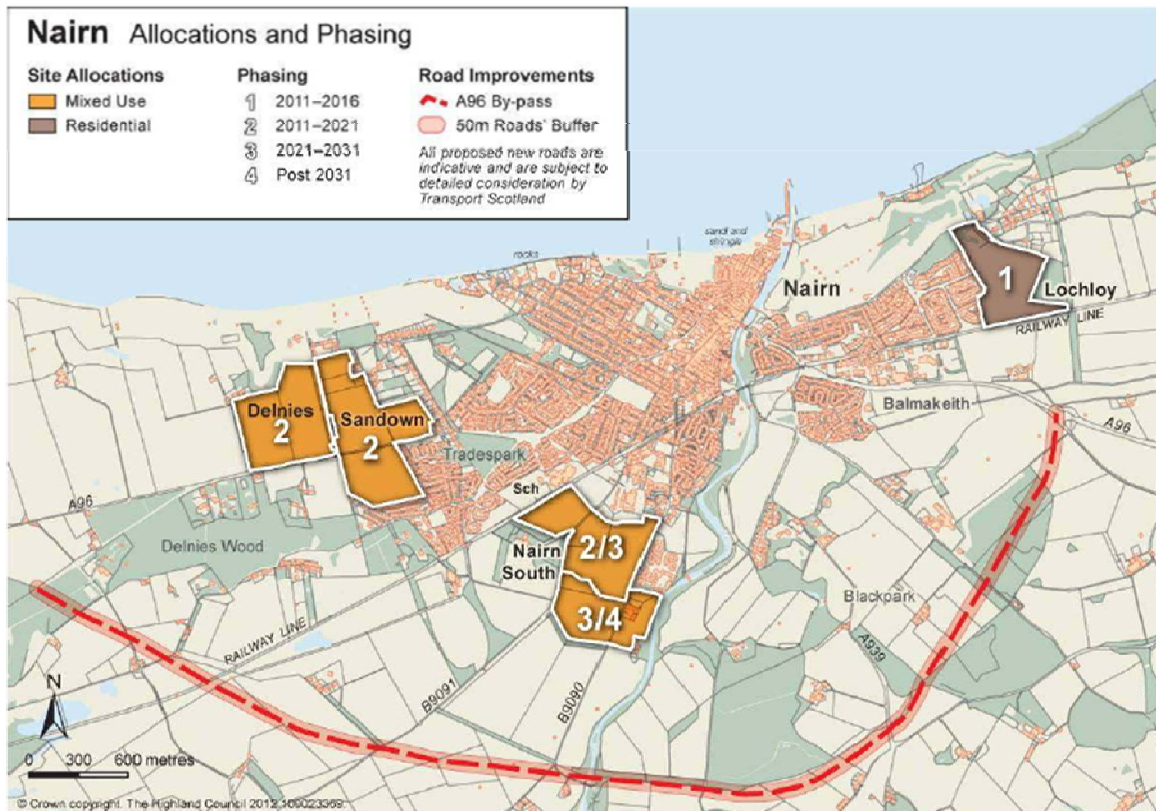 Nairn Allocations and Phasing
Site Allocations
Mixed Use
Residential
Phasing
1 2011–2016
2 2011–2021
3 2021–2031
4 Post 2031
Road Improvements
A96 By-pass
50m Roads' Buffer
All proposed new roads are
indicative and are subject to
detailed consideration by
Transport Scotland
sand and
shingle
rocks
Nairn
1
Lochloy
RAILWAY LINE
Delnies
2
Sandown
2
Balmakeith
A96
Tradespark
Sch
A96
Delnies Wood
Nairn
South
2/3
3/4
Blackpark
A939
RAILWAY LINE
B9091
B9090
N
0 300 600 metres
© Crown copyright. The Highland Council 2012 100023369